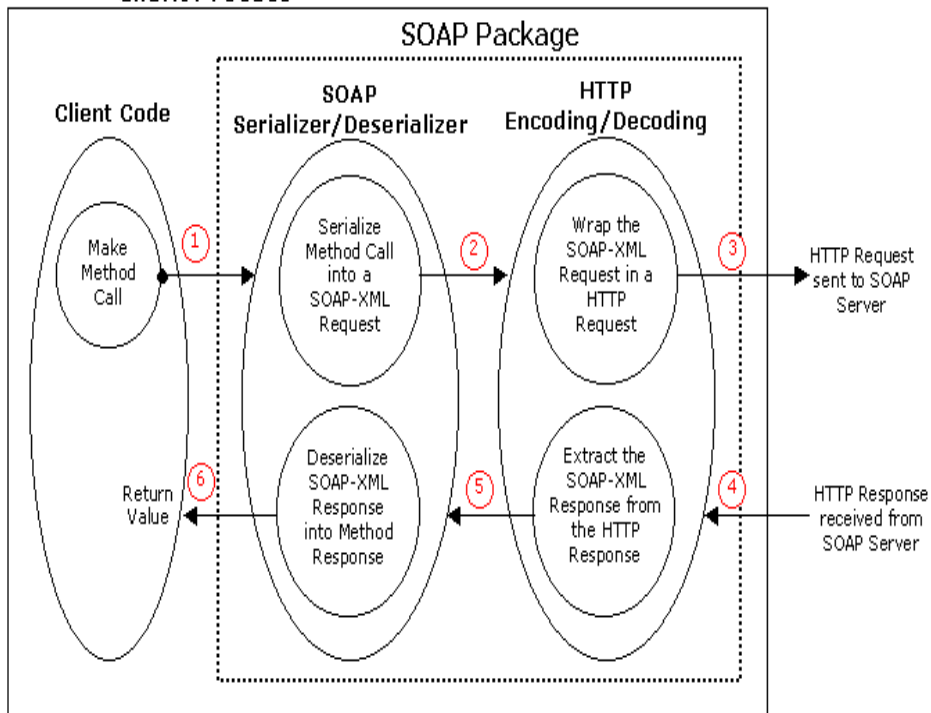 SOAP Package
Client Code
SOAP
Serializer/Deserializer
HTTP
Encoding/Decoding
Make
Method
Call
1
Serialize
Method Call
into a
SOAP-XML
Request
2
Wrap the
SOAP-XML
Request in a
HTTP
Request
3
HTTP Request
sent to SOAP
Server
Return
Value
6
Deserialize
SOAP-XML
Response
into Method
Response
5
Extract the
SOAP-XML
Response from
the HTTP
Response
4
HTTP Response
received from
SOAP Server